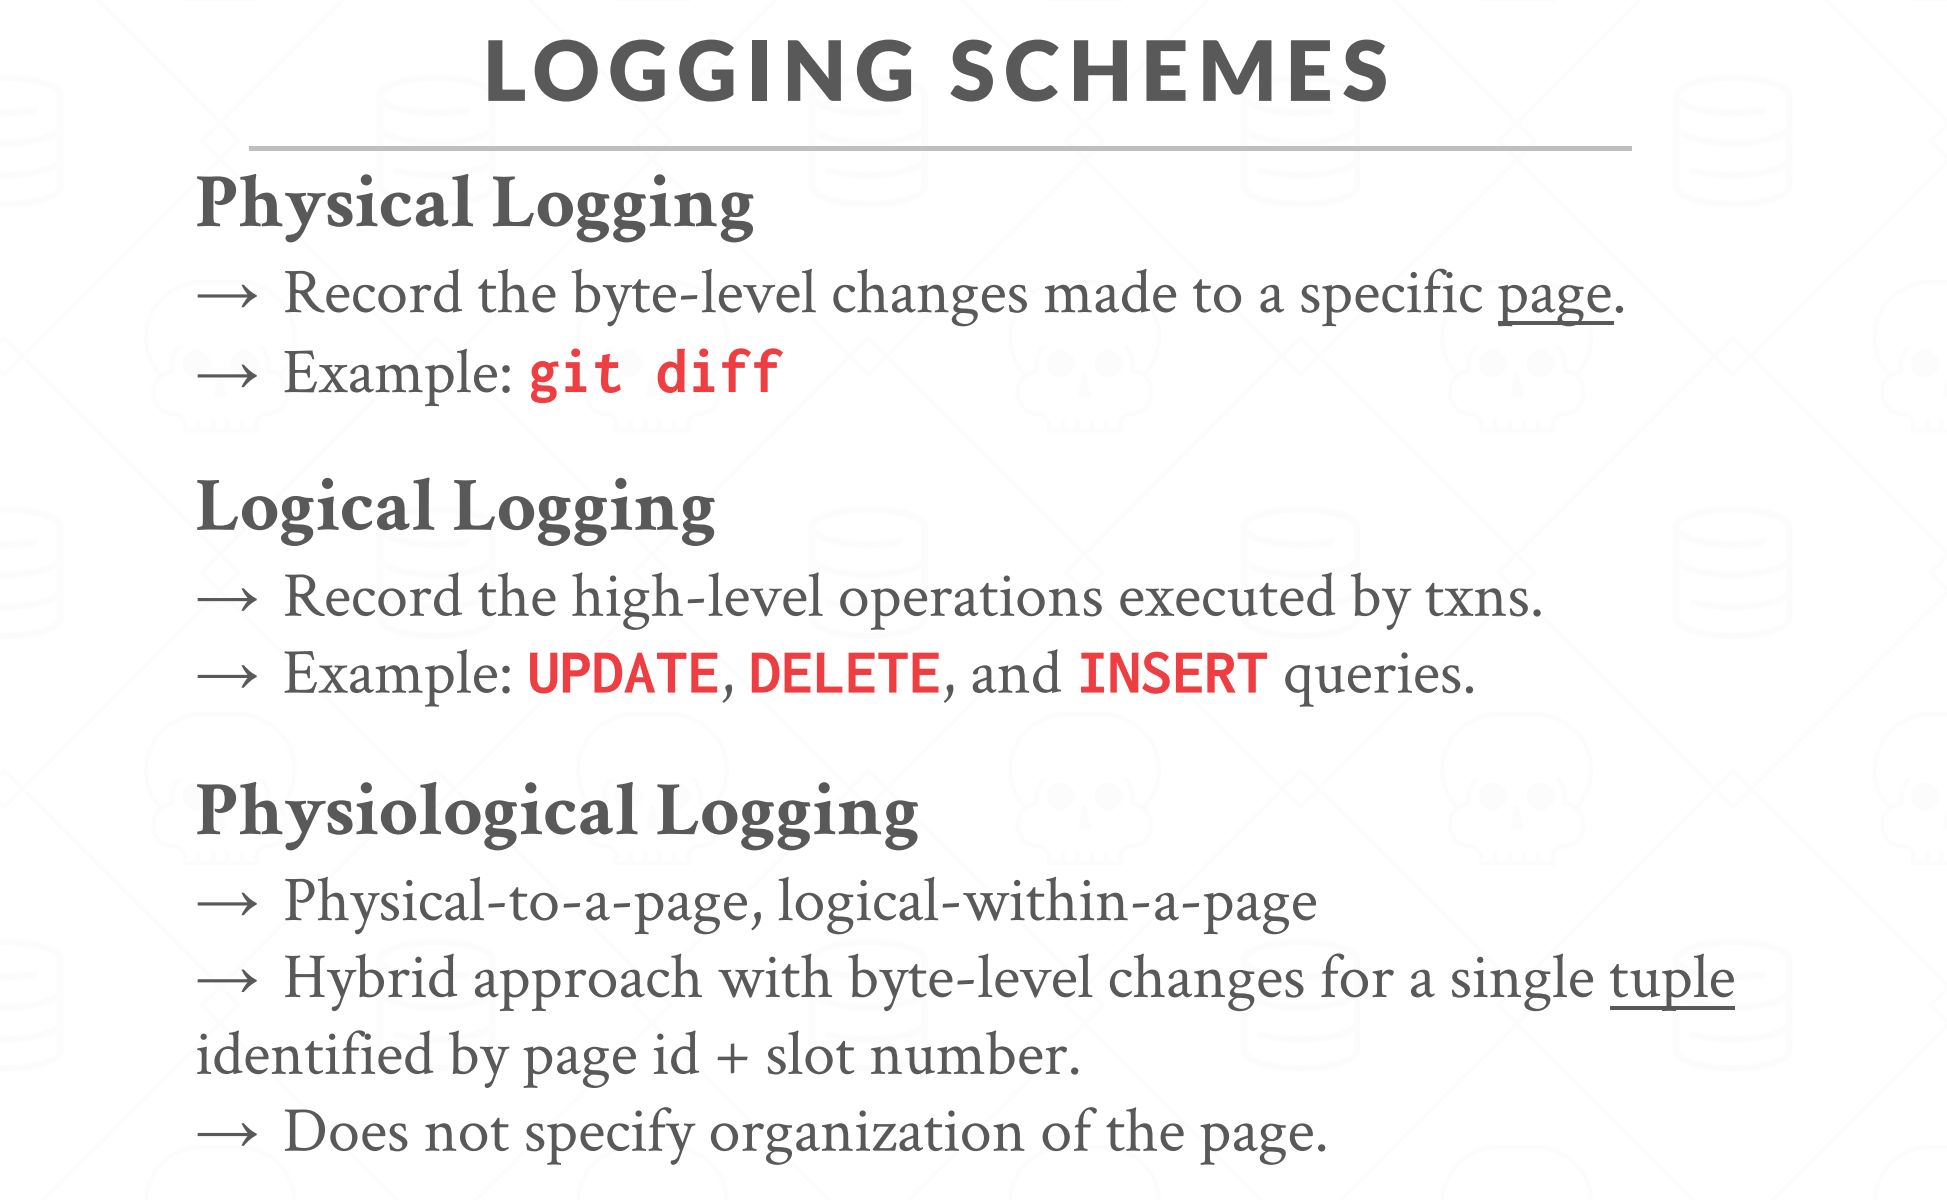 LOGGING SCHEMES
Physical Logging
→ Record the byte-level changes made to a specific page.
→ Example: git diff
Logical Logging
→ Record the high-level operations executed by txns.
→ Example: UPDATE, DELETE, and INSERT queries.
Physiological Logging
→ Physical-to-a-page, logical-within-a-page
→ Hybrid approach with byte-level changes for a single tuple
identified by page id + slot number.
→ Does not specify organization of the page.